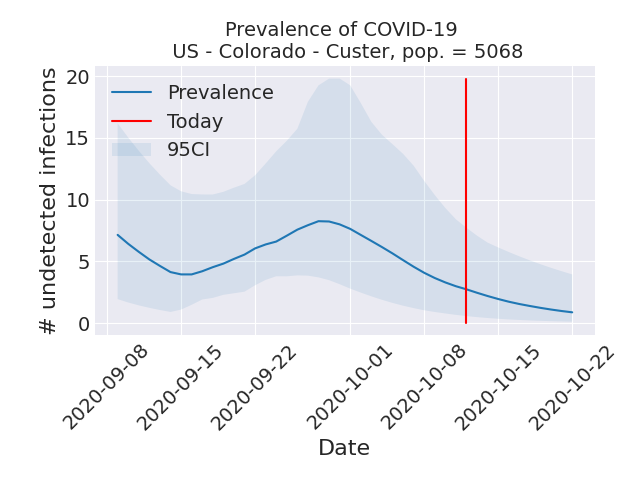 Prevalence of COVID-19
US - Colorado - Custer, pop. = 5068
# undetected infections
20
15
10
5
0
Prevalence
Today
95CI
2020-09-08
2020-09-15
2020-09-22
2020-10-01
2020-10-08
2020-10-15
2020-10-22
Date